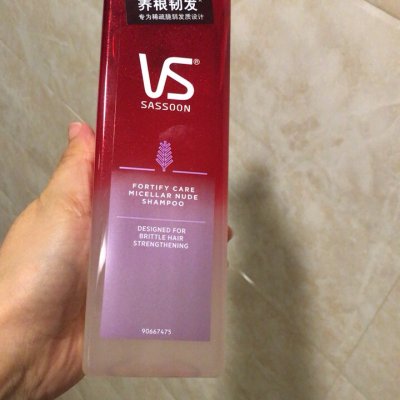 养根韧发
专为稀疏脆弱发质设计
VS®
SASSOON
FORTIFY CARE
MICELLAR NUDE
SHAMPOO
DESIGNED FOR
BRITTLE HAIR
STRENGTHENING
90667475